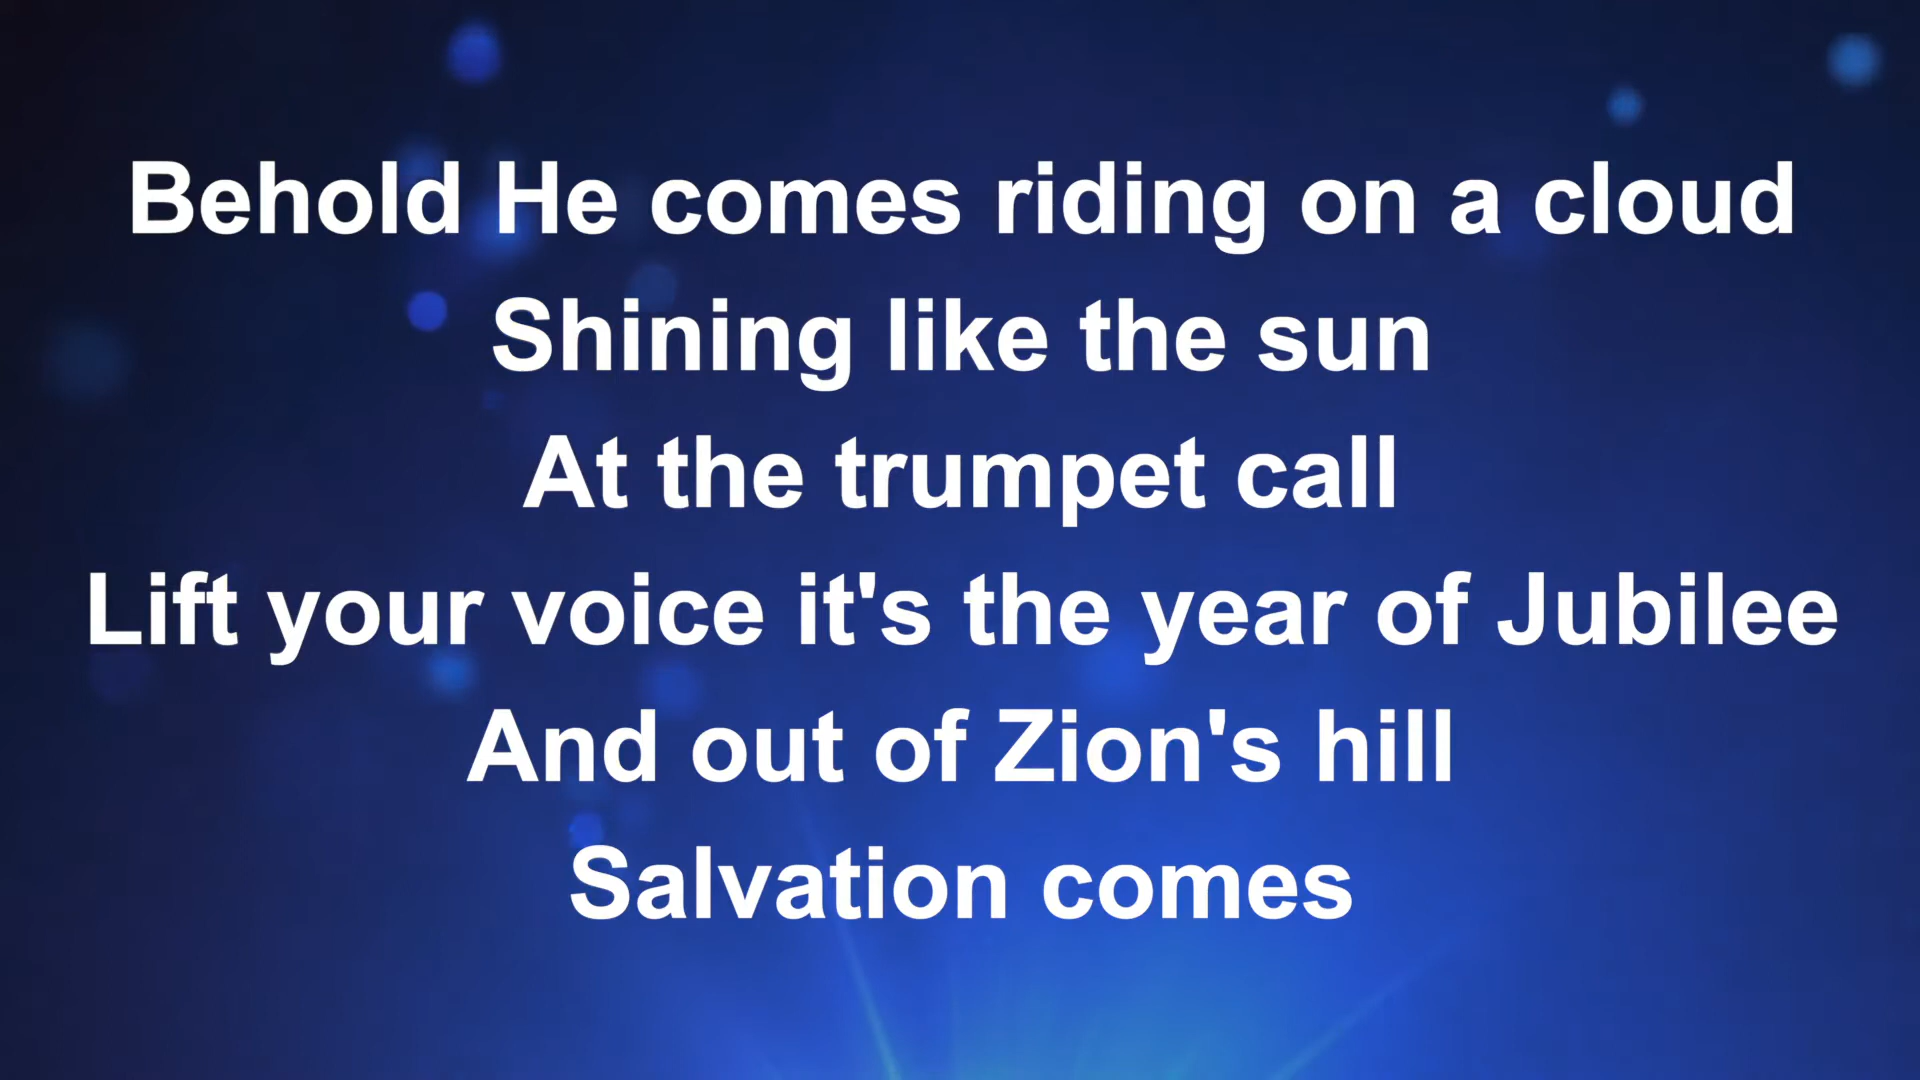 Behold He comes riding on a cloud
Shining like the sun
At the trumpet call
Lift your voice it's the year of Jubilee
And out of Zion's hill
Salvation comes